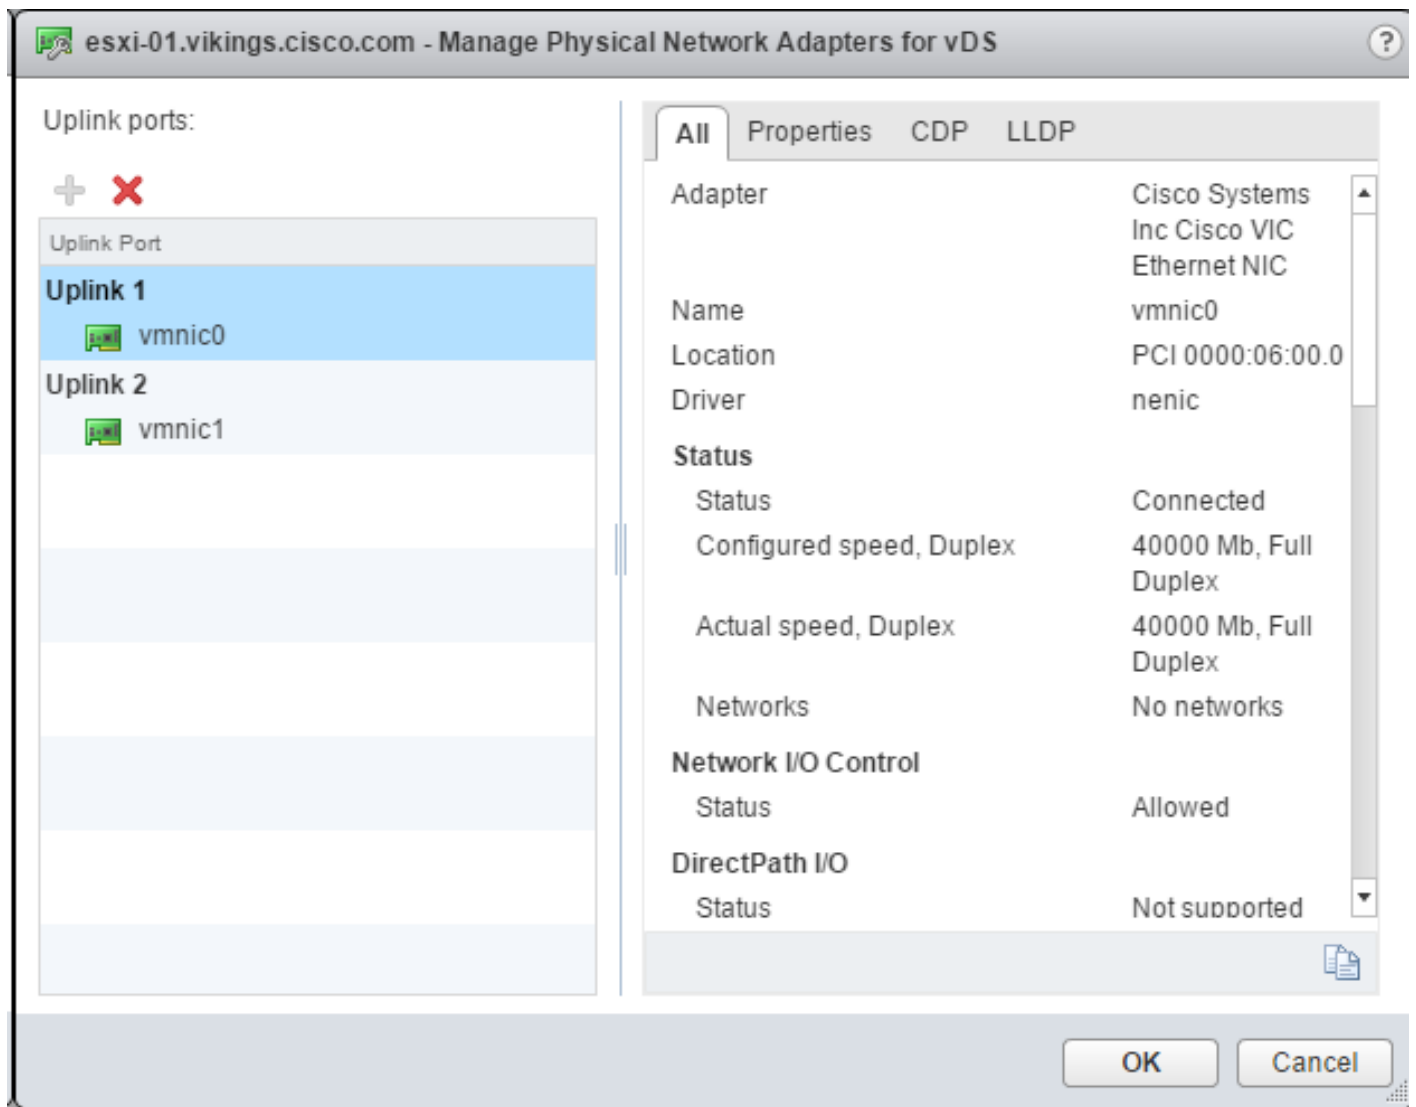 esxi-01.vikings.cisco.com - Manage Physical Network Adapters for vDS
?
Uplink ports:
Uplink Port
Uplink 1
vmnic0
Uplink 2
vmnic1
All Properties CDP LLDP
Adapter Cisco Systems
Inc Cisco VIC
Ethernet NIC
Name vmnic0
Location PCI 0000:06:00.0
Driver nenic
Status
Status Connected
Configured speed, Duplex 40000 Mb, Full
Duplex
Actual speed, Duplex 40000 Mb, Full
Duplex
Networks No networks
Network I/O Control
Status Allowed
DirectPath I/O
Status Not supported
OK Cancel